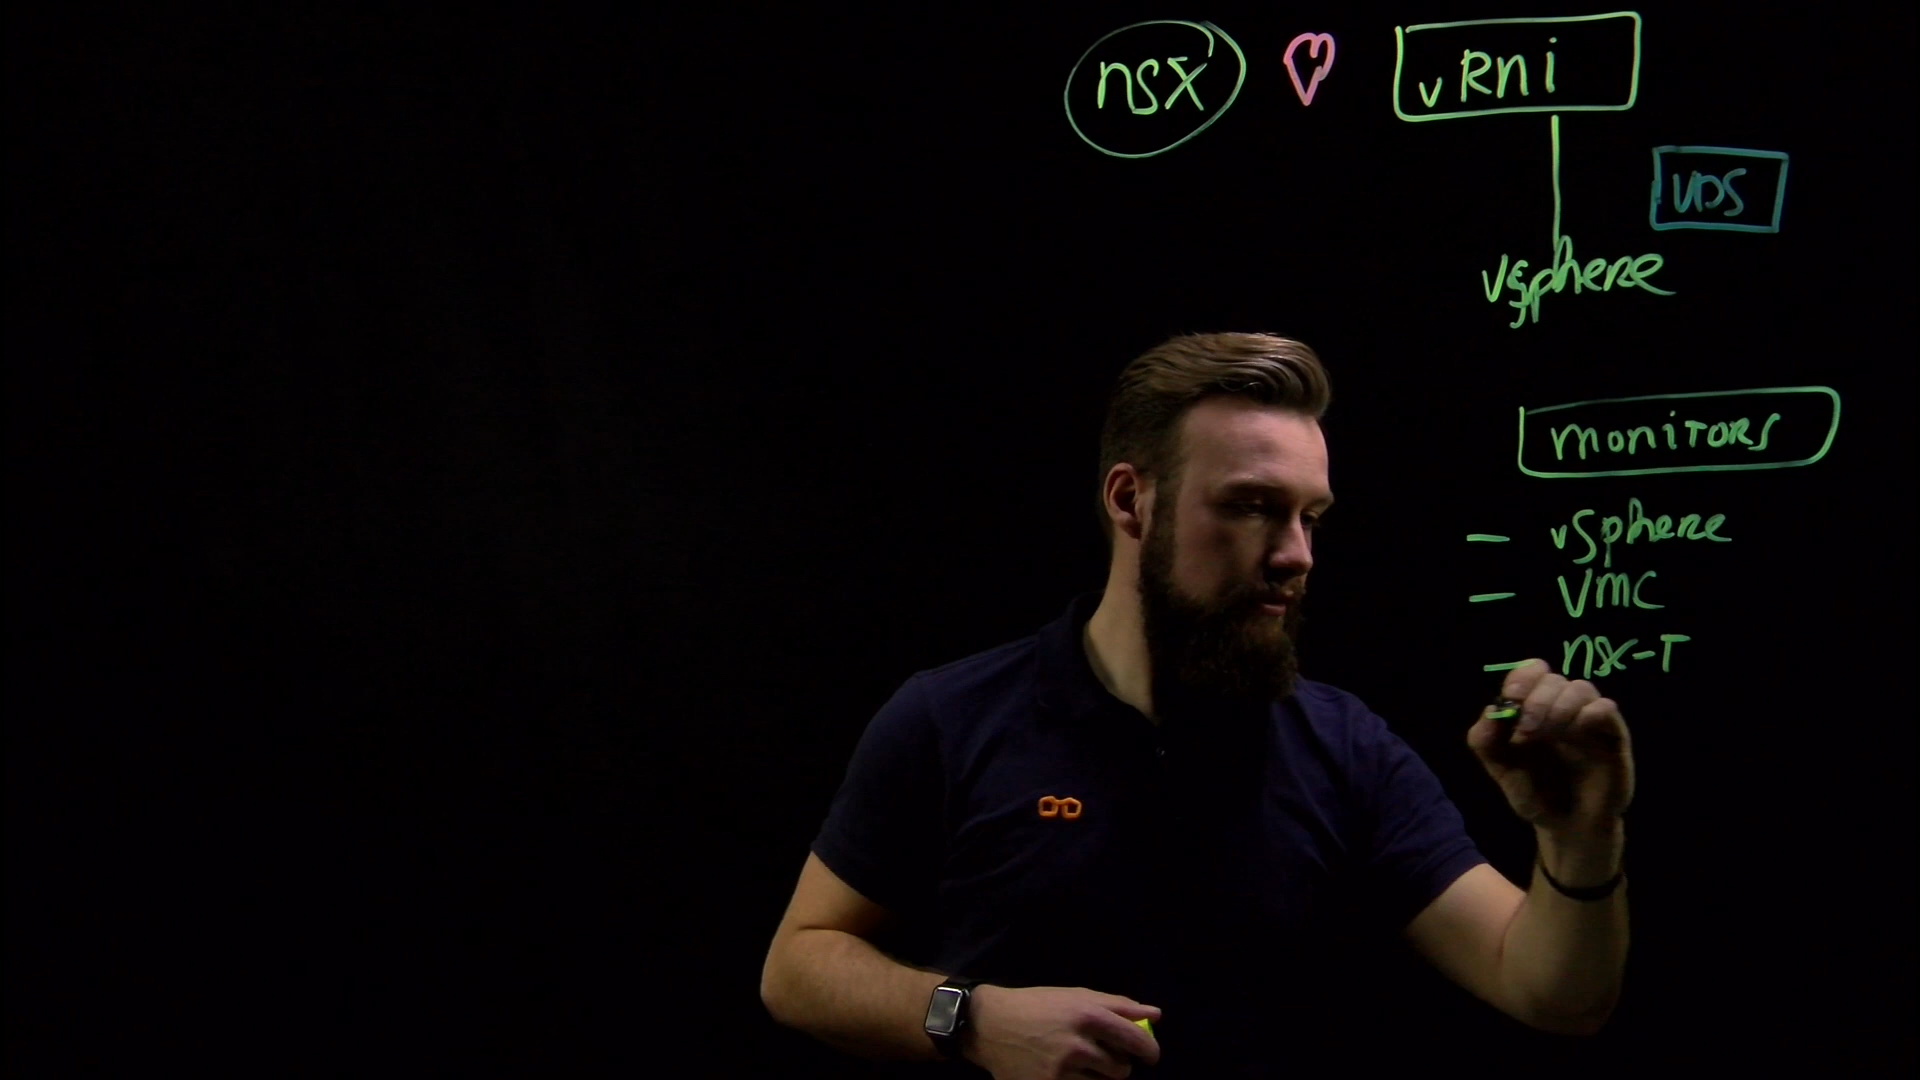 nsx vRni
VDS
vsphere
moniTORS
- vSphere
- VMC
- nsx-T